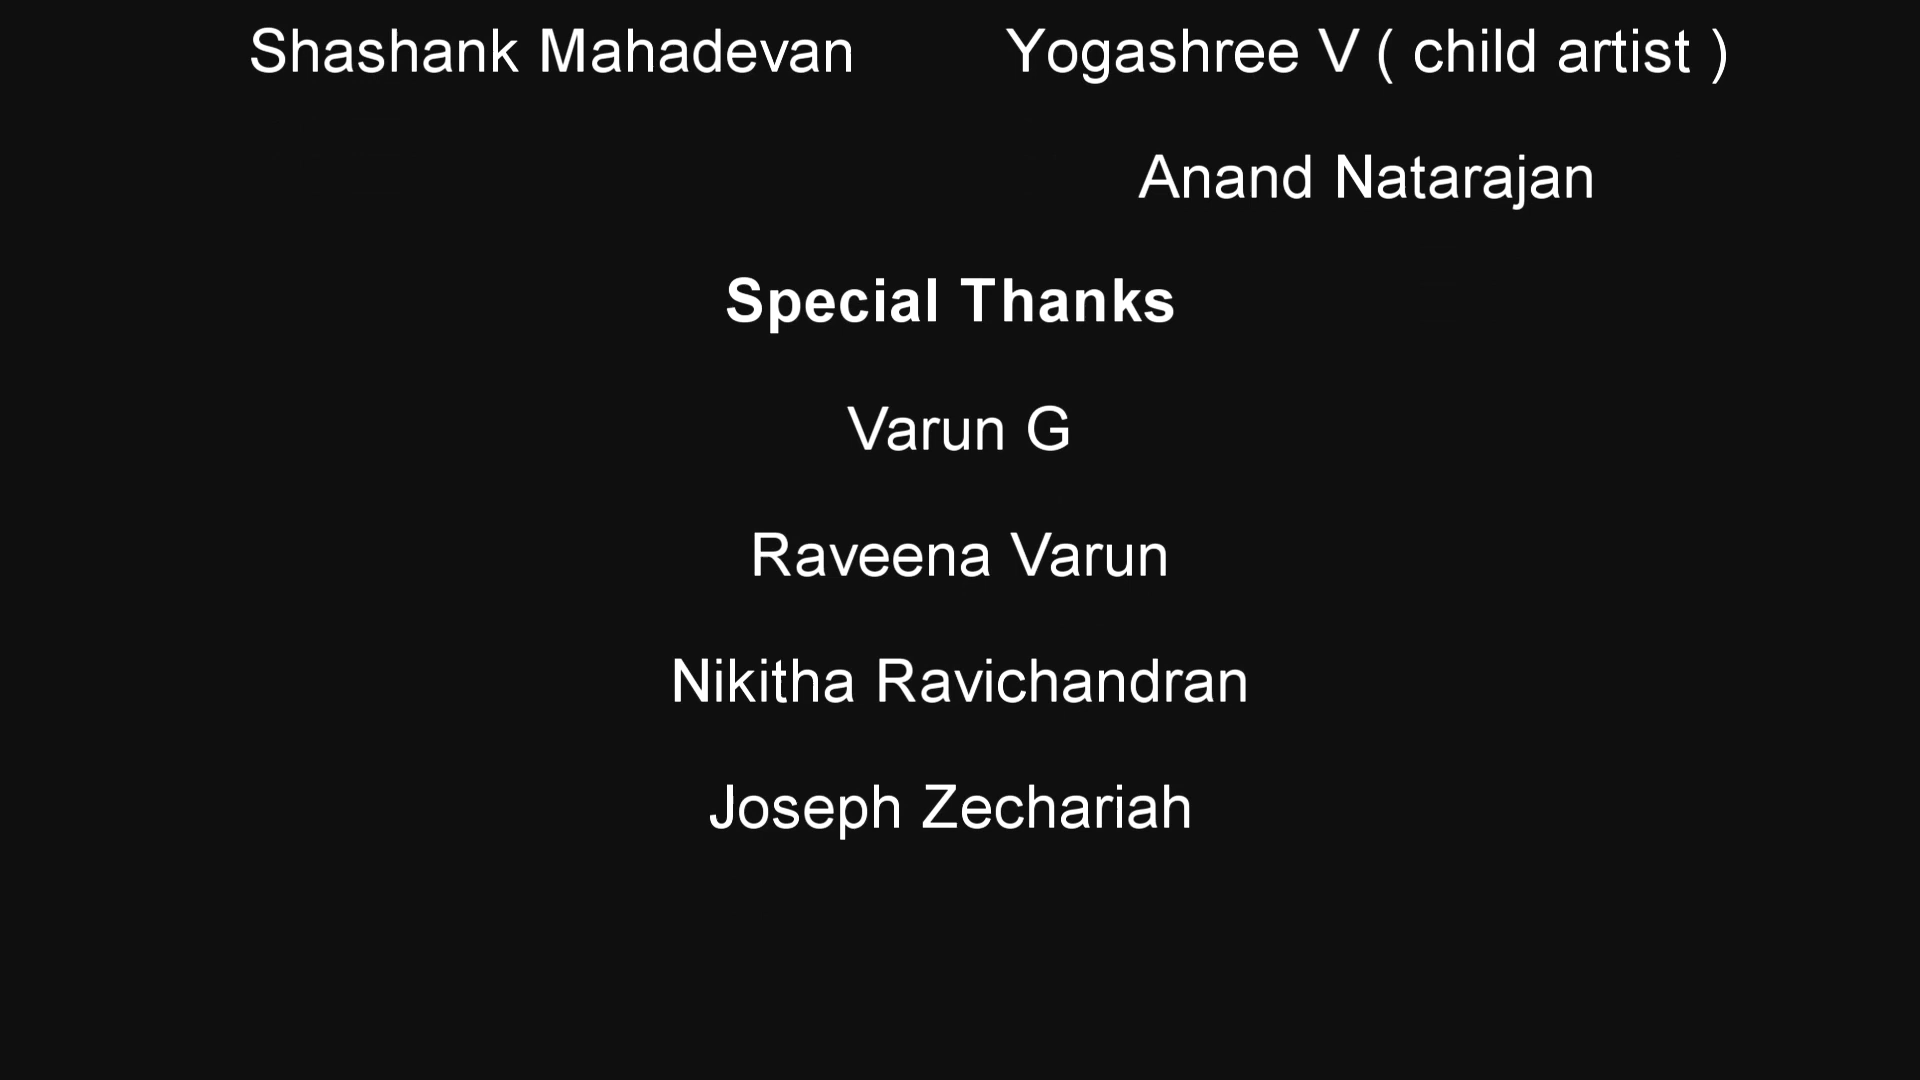 Shashank Mahadevan Yogashree V ( child artist )
Anand Natarajan
Special Thanks
Varun G
Raveena Varun
Nikitha Ravichandran
Joseph Zechariah